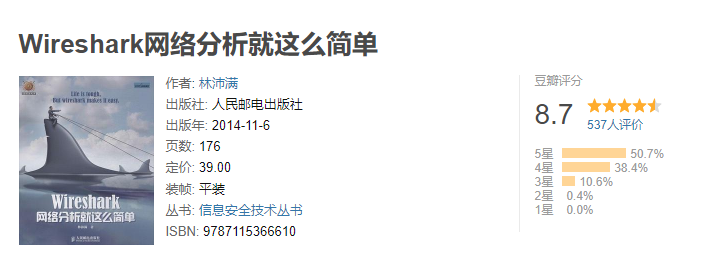 Wireshark网络分析就这么简单
Life is tough,
but wireshark makes it easy.
Wireshark
网络分析就这么简单
作者: 林沛满
出版社: 人民邮电出版社
出版年: 2014-11-6
页数: 176
定价: 39.00
装帧: 平装
丛书: 信息安全技术丛书
ISBN: 9787115366610
豆瓣评分
8.7
537人评价
5星 50.7%
4星 38.4%
3星 10.6%
2星 0.4%
1星 0.0%